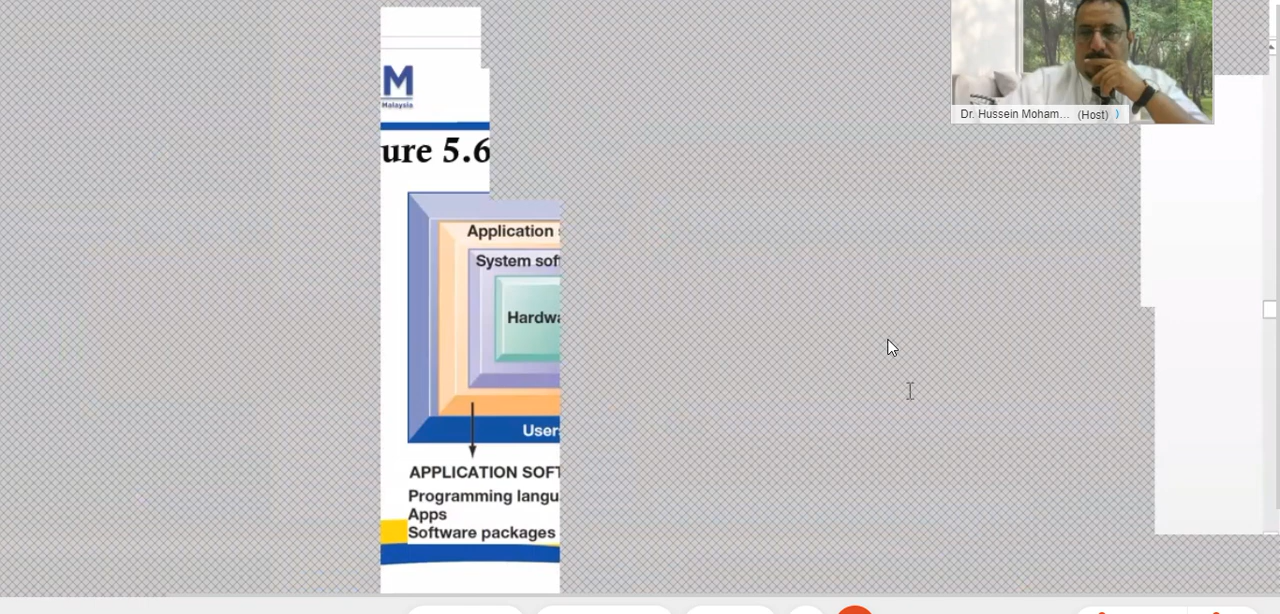 M
Malaysia
Dr. Hussein Moham... (Host)
ure 5.6
Application
System sof
Hardwa
User
APPLICATION SOF
Programming langu
Apps
Software packages